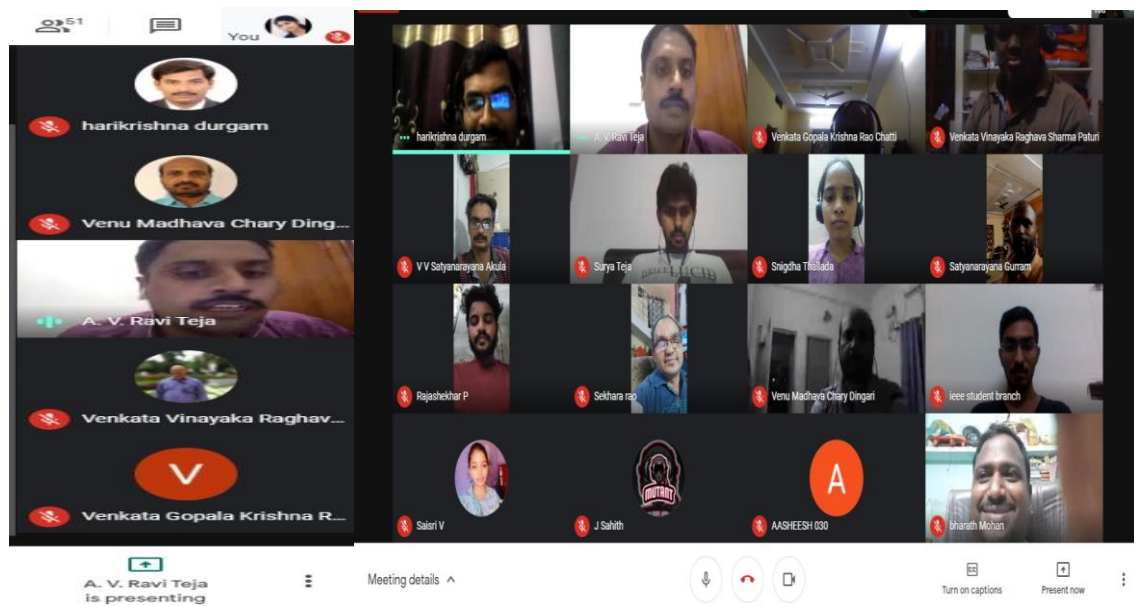 51
You
harikrishna durgam
Venu Madhava Chary Ding...
A. V. Ravi Teja
Venkata Vinayaka Raghav...
V
Venkata Gopala Krishna R...
A. V. Ravi Teja
is presenting
harikrishna durgam
A. V. Ravi Teja
Venkata Gopala Krishna Rao Chatti
Venkata Vinayaka Raghava Sharma Paturi
V V Satyanarayana Akula
Surya Teja
Snigdha Thallada
Satyanarayana Gurram
Rajashekhar P
Sekhara rao
Venu Madhava Chary Dingari
ieee student branch
MUTANT
A
Saisri V
J Sahith
AASHEESH 030
bharath Mohan
Meeting details
CC
Turn on captions
Present now